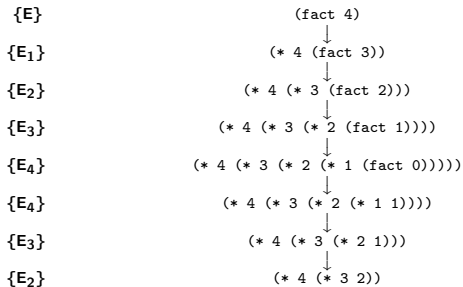 {E} (fact 4)
{E₁} (* 4 (fact 3))
{E₂} (* 4 (* 3 (fact 2)))
{E₃} (* 4 (* 3 (* 2 (fact 1))))
{E₄} (* 4 (* 3 (* 2 (* 1 (fact 0)))))
{E₄} (* 4 (* 3 (* 2 (* 1 1))))
{E₃} (* 4 (* 3 (* 2 1)))
{E₂} (* 4 (* 3 2))